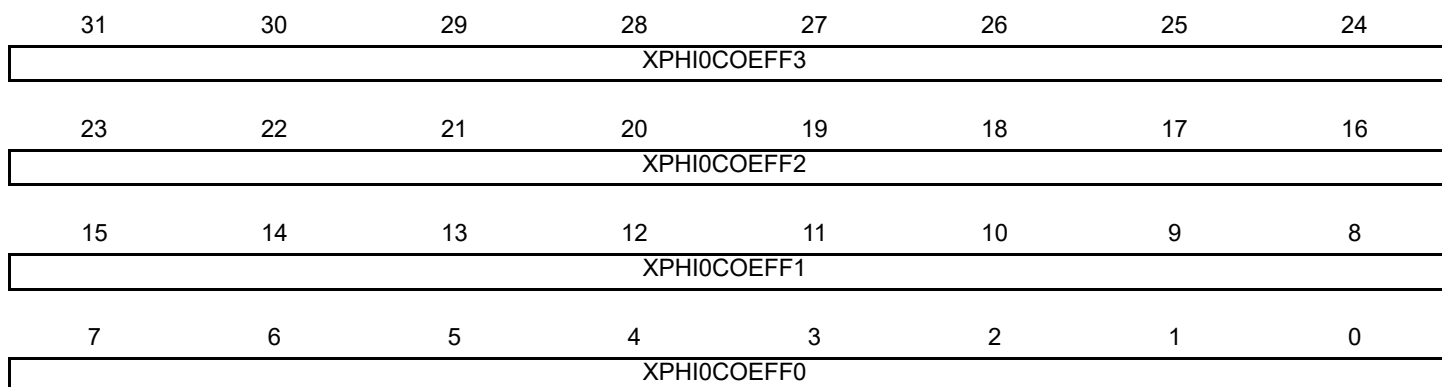 31 30 29 28 27 26 25 24
XPHI0COEFF3
23 22 21 20 19 18 17 16
XPHI0COEFF2
15 14 13 12 11 10 9 8
XPHI0COEFF1
7 6 5 4 3 2 1 0
XPHI0COEFF0